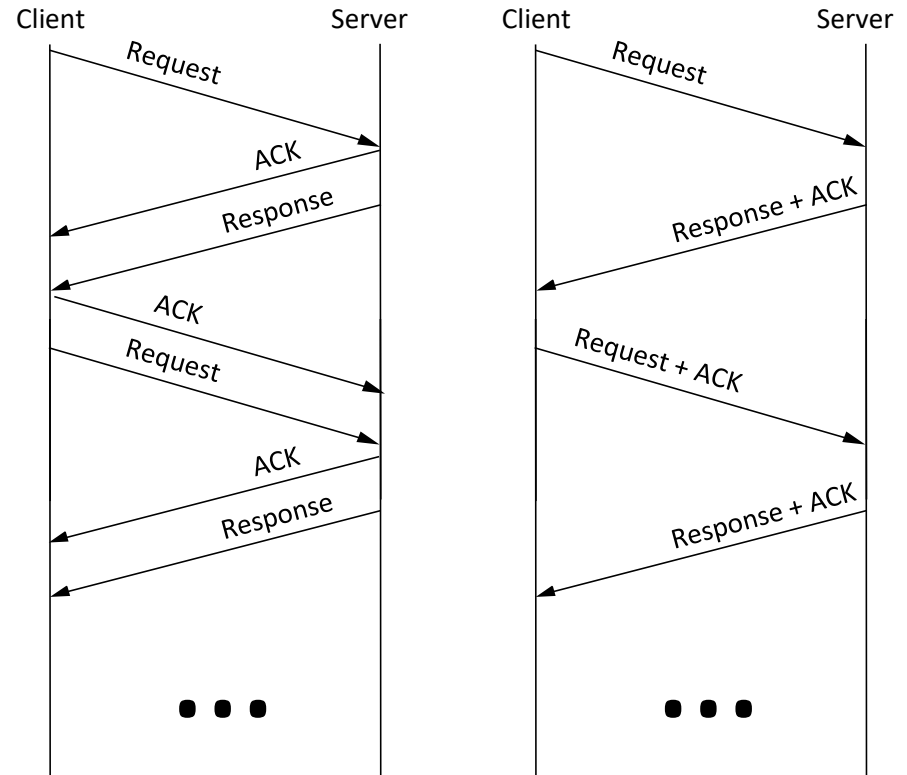 Client
Server
Request
ACK
Response
ACK
Request
ACK
Response
Client
Server
Request
Response + ACK
Request + ACK
Response + ACK